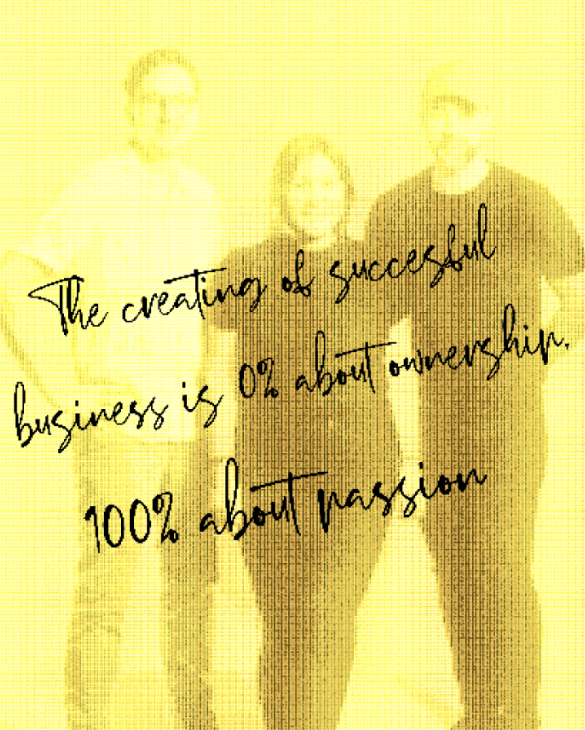 The creating of succesful
business is 0% about ownership.
100% about passion